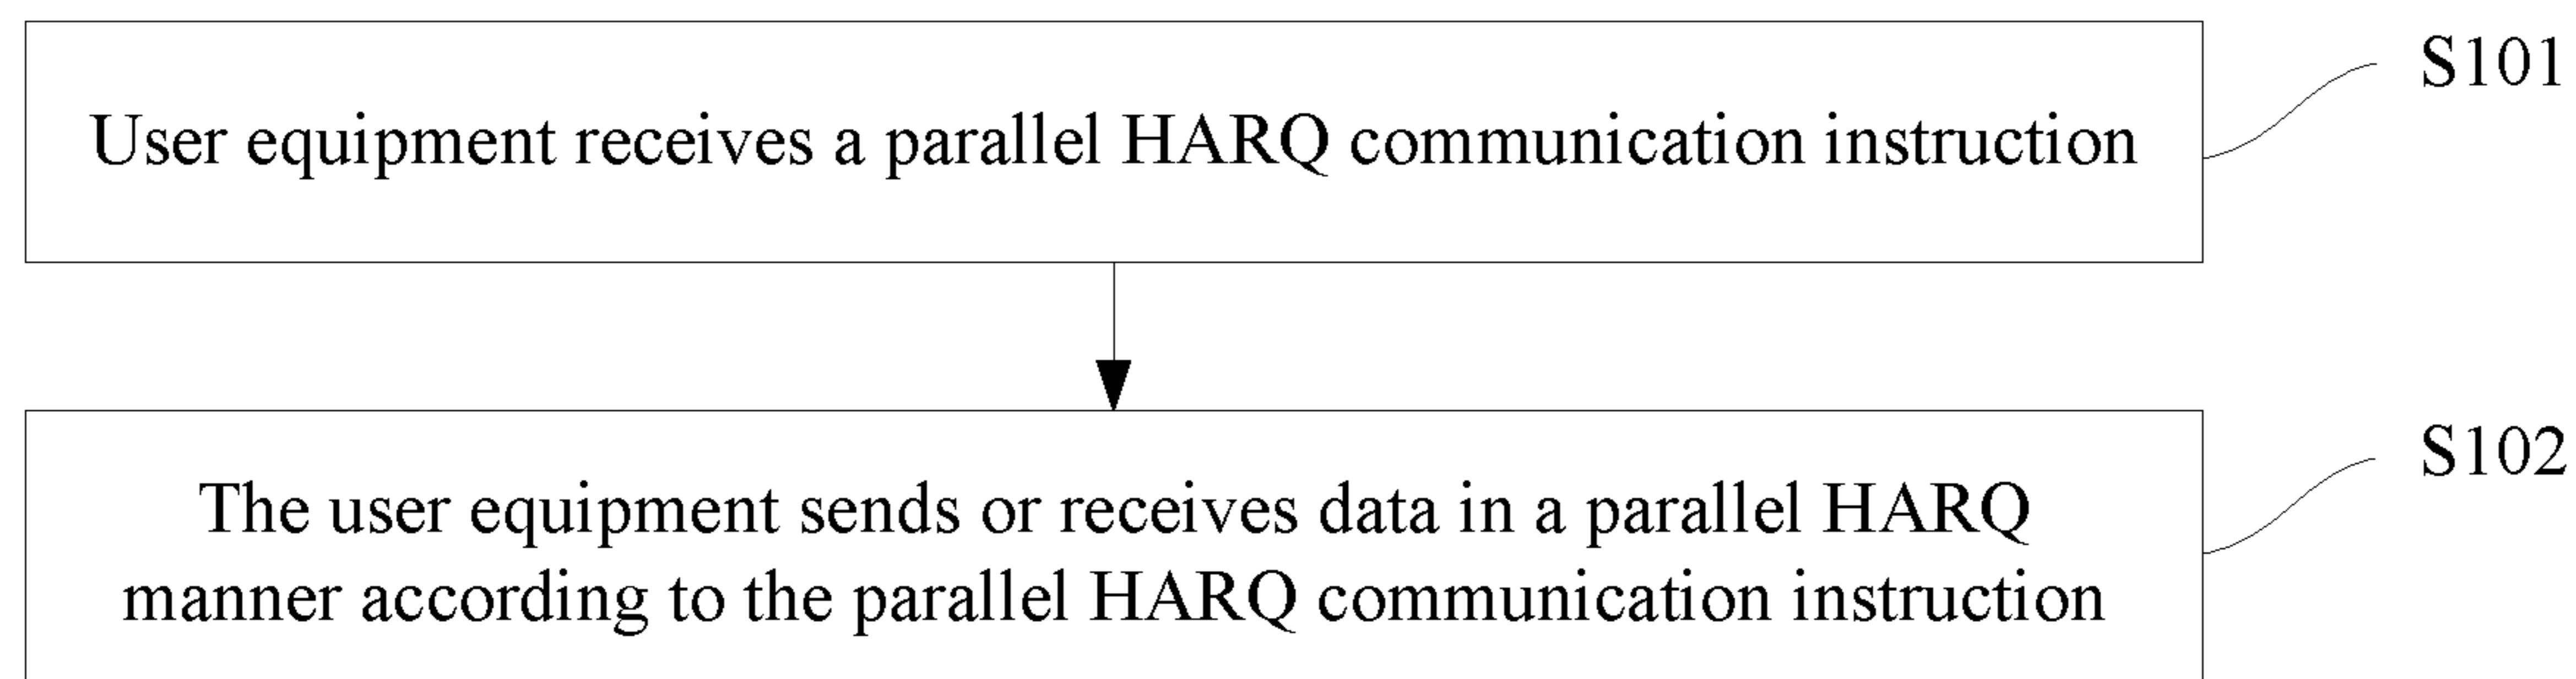 User equipment receives a parallel HARQ communication instruction
S101
The user equipment sends or receives data in a parallel HARQ
manner according to the parallel HARQ communication instruction
S102